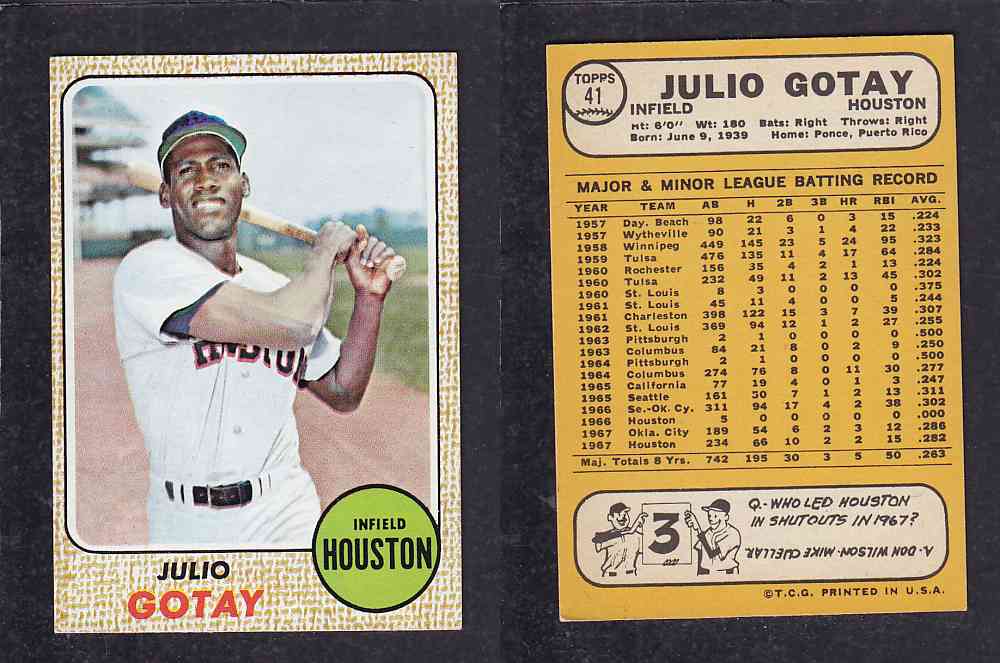 HOUSTON
INFIELD
HOUSTON
JULIO
GOTAY
TOPPS
41
JULIO GOTAY
INFIELD HOUSTON
Ht: 6'0" Wt: 180 Bats: Right Throws: Right
Born: June 9, 1939 Home: Ponce, Puerto Rico
MAJOR & MINOR LEAGUE BATTING RECORD
YEAR TEAM AB H 2B 3B HR RBI AVG.
1957 Day. Beach 98 22 6 0 3 15 .224
1957 Wytheville 90 21 3 1 4 22 .233
1958 Winnipeg 449 145 23 5 24 95 .323
1959 Tulsa 476 135 11 4 17 64 .284
1960 Rochester 156 35 4 2 1 13 .224
1960 Tulsa 232 49 11 2 13 45 .302
1960 St. Louis 8 3 0 0 0 0 .375
1961 St. Louis 45 11 4 0 0 5 .244
1961 Charleston 398 122 15 3 7 39 .307
1962 St. Louis 369 94 12 1 2 27 .255
1963 Pittsburgh 2 1 0 0 0 0 .500
1963 Columbus 84 21 8 0 2 9 .250
1964 Pittsburgh 2 1 0 0 0 0 .500
1964 Columbus 274 76 8 0 11 30 .277
1965 California 77 19 4 0 1 3 .247
1965 Seattle 161 50 7 1 2 13 .311
1966 Se.-Ok. Cy. 311 94 17 4 2 38 .302
1966 Houston 5 0 0 0 0 0 .000
1967 Okla. City 189 54 6 2 3 12 .286
1967 Houston 234 66 10 2 2 15 .282
Maj. Totals 8 Yrs. 742 195 30 3 5 50 .263
3
Q-WHO LED HOUSTON
IN SHUTOUTS IN 1967?
A-DON WILSON-MIKE CUELLAR.
©T.C.G. PRINTED IN U.S.A.